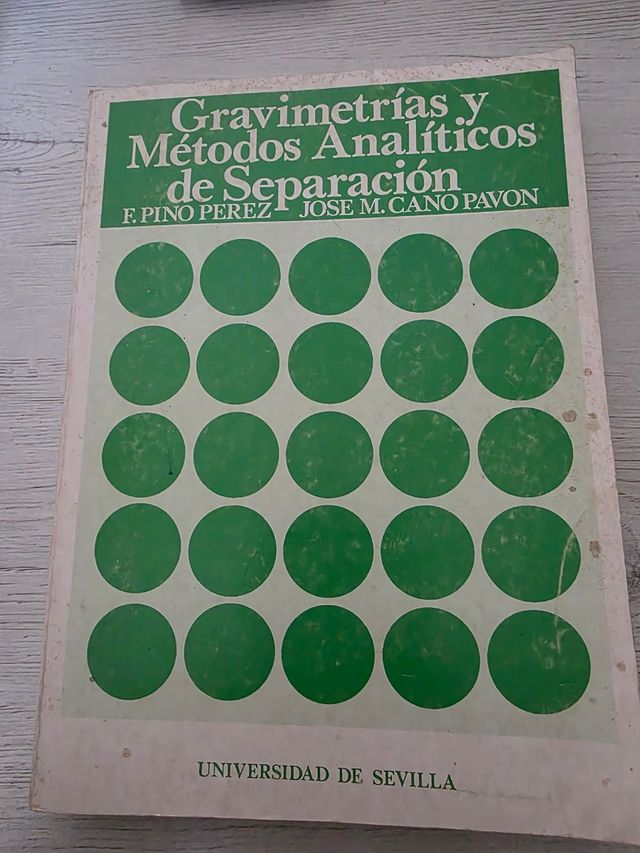 Gravimetrías y
Métodos Analíticos
de Separación
F. PINO PEREZ JOSE M. CANO PAVON
UNIVERSIDAD DE SEVILLA